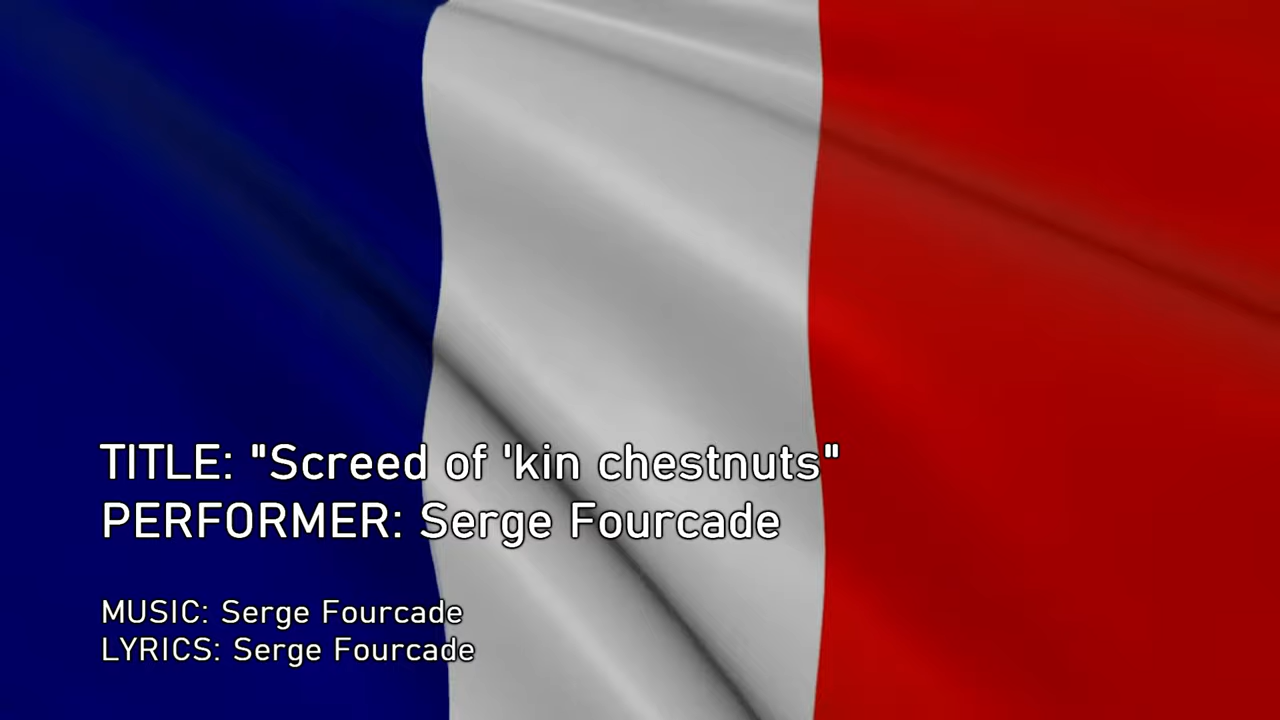 TITLE: "Screed of 'kin chestnuts"
PERFORMER: Serge Fourcade
MUSIC: Serge Fourcade
LYRICS: Serge Fourcade